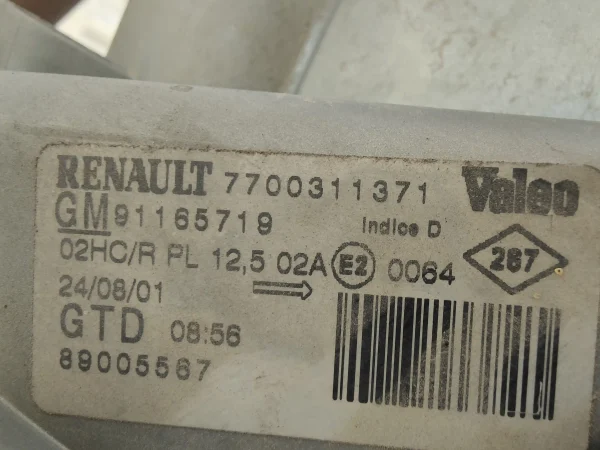 RENAULT 7700311371 Valeo
GM 91165719 Indice D
02HC/R PL 12,5 02A E2 0064 267
24/08/01
GTD 08:56
89005567